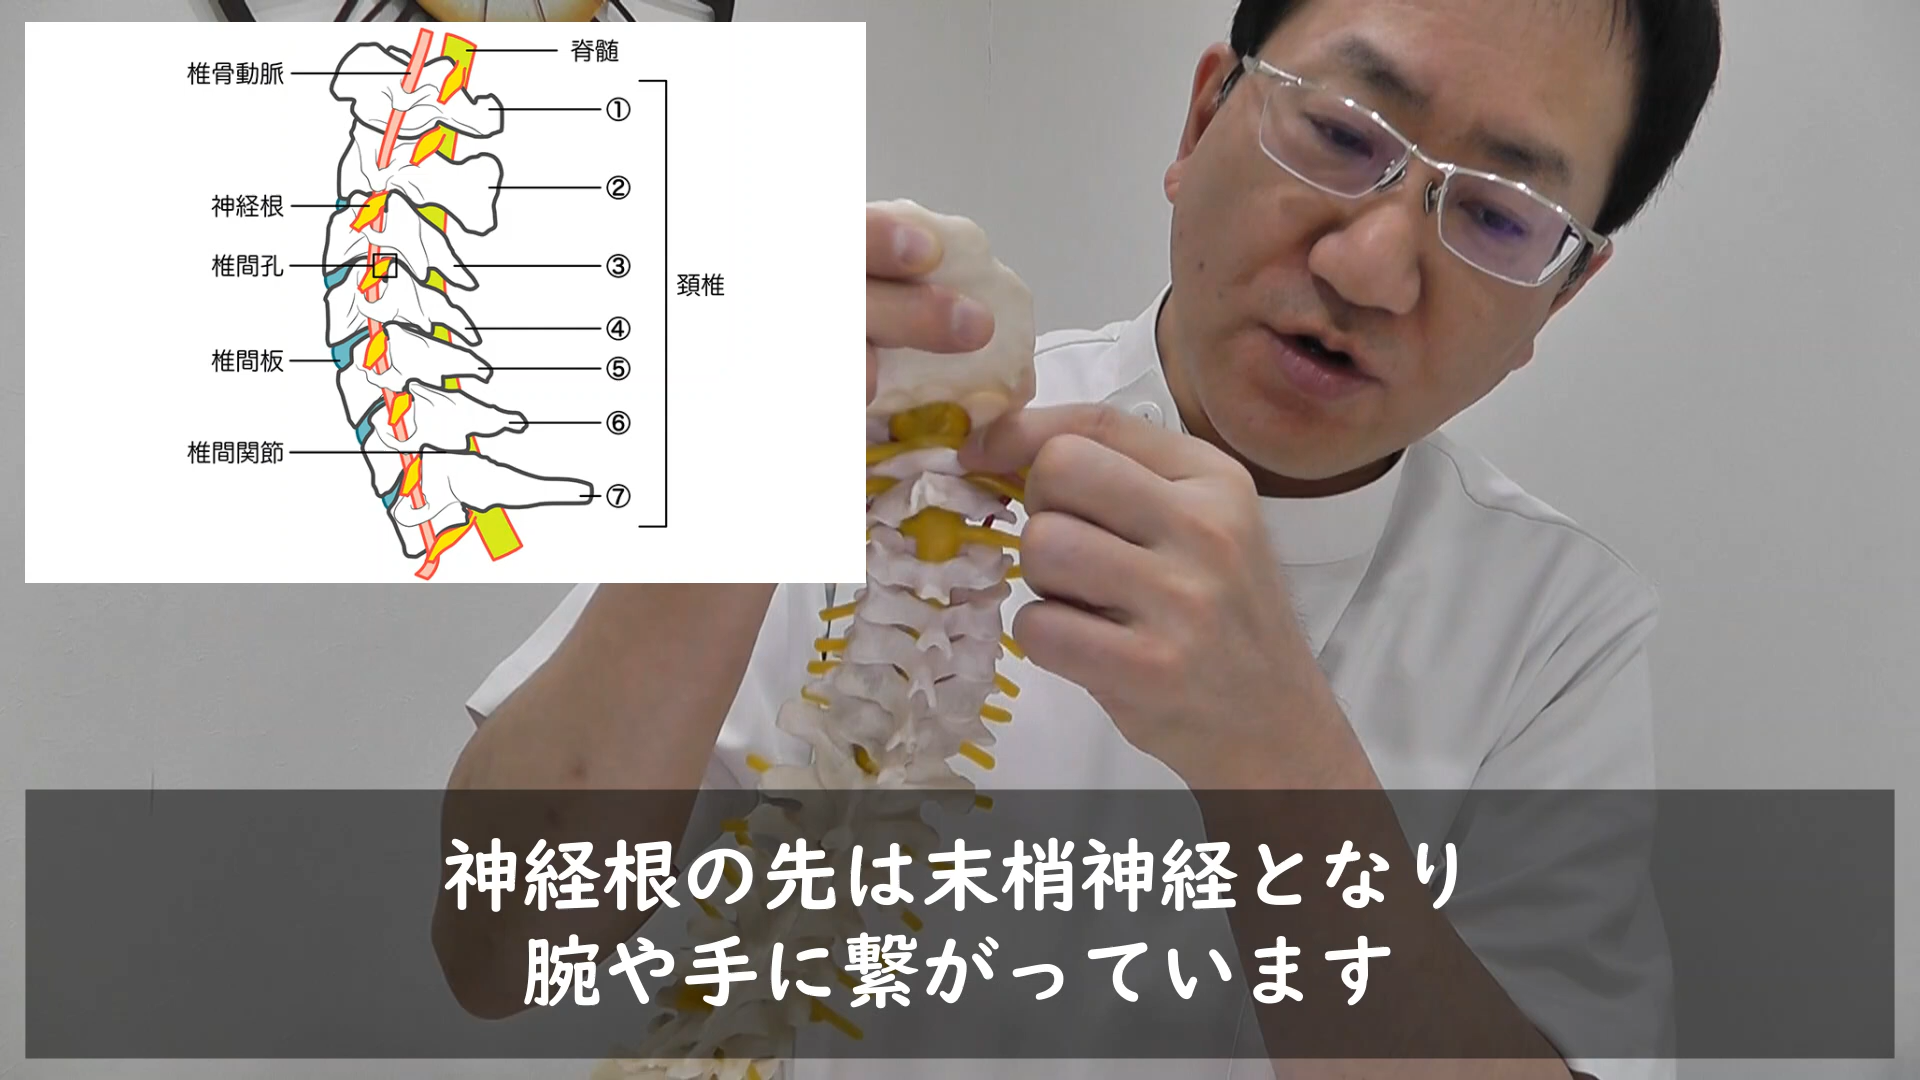 椎骨動脈
脊髄
①
②
神経根
椎間孔
③
頚椎
④
椎間板
⑤
⑥
椎間関節
⑦
神経根の先は末梢神経となり
腕や手に繋がっています